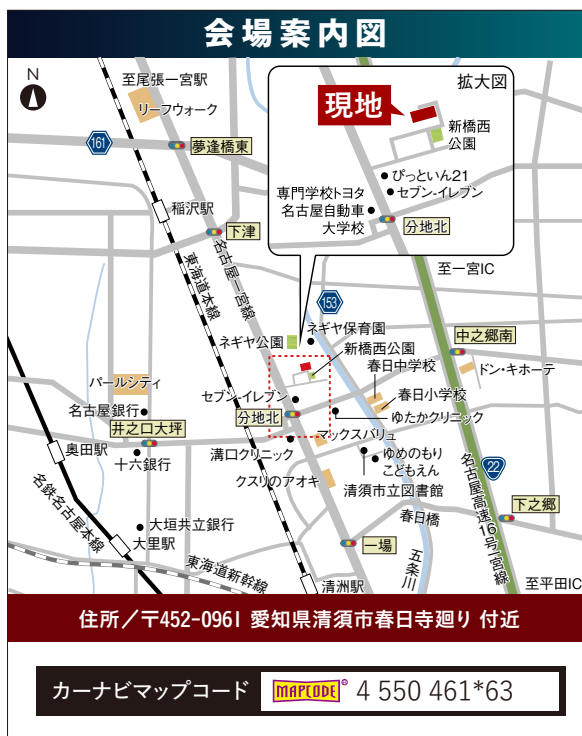 会場案内図
N
至尾張一宮駅
リーフウォーク
161
夢逢橋東
稲沢駅
下津
名古屋一宮線
東海道本線
拡大図
現地
新橋西
公園
ぴっといん21
セブン-イレブン
専門学校トヨタ
名古屋自動車
大学校
分地北
至一宮IC
153
ネギヤ保育園
ネギヤ公園
新橋西公園
中之郷南
春日中学校
ドン・キホーテ
パールシティ
セブン-イレブン
春日小学校
名古屋銀行
分地北
ゆたかクリニック
井之口大坪
マックスバリュ
奥田駅
十六銀行
溝口クリニック
ゆめのもり
こどもえん
22
クスリのアオキ
清須市立図書館
名鉄名古屋本線
名古屋高速16号一宮線
下之郷
春日橋
大垣共立銀行
大里駅
一場
五条川
東海道新幹線
清洲駅
至平田IC
住所／〒452-0961 愛知県清須市春日寺廻り 付近
カーナビマップコード MAPCODE® 4 550 461*63